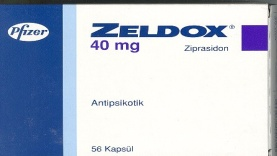 Pfizer
ZELDOX®
40 mg
Ziprasidon
Antipsikotik
56 Kapsül